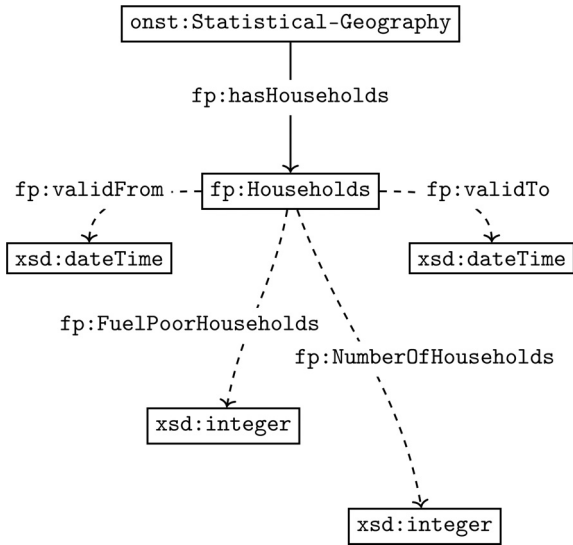 onst:Statistical-Geography
fp:hasHouseholds
fp:validFrom
fp:Households
fp:validTo
xsd:dateTime
xsd:dateTime
fp:FuelPoorHouseholds
fp:NumberOfHouseholds
xsd:integer
xsd:integer